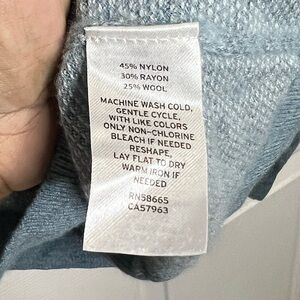 45% NYLON
30% RAYON
25% WOOL
MACHINE WASH COLD,
GENTLE CYCLE,
WITH LIKE COLORS
ONLY NON-CHLORINE
BLEACH IF NEEDED
RESHAPE,
LAY FLAT TO DRY
WARM IRON IF
NEEDED
RN58665
CA57963